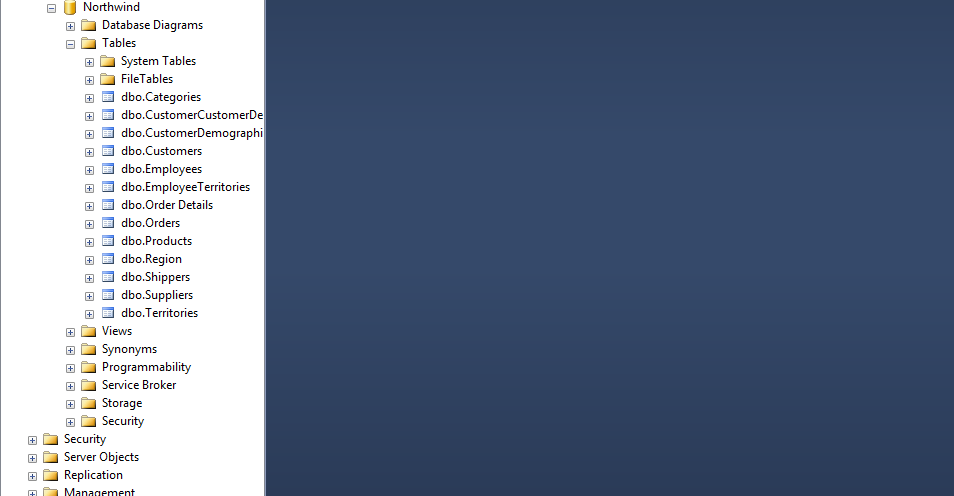 Northwind
Database Diagrams
Tables
System Tables
FileTables
dbo.Categories
dbo.CustomerCustomerDe
dbo.CustomerDemographi
dbo.Customers
dbo.Employees
dbo.EmployeeTerritories
dbo.Order Details
dbo.Orders
dbo.Products
dbo.Region
dbo.Shippers
dbo.Suppliers
dbo.Territories
Views
Synonyms
Programmability
Service Broker
Storage
Security
Security
Server Objects
Replication
Management